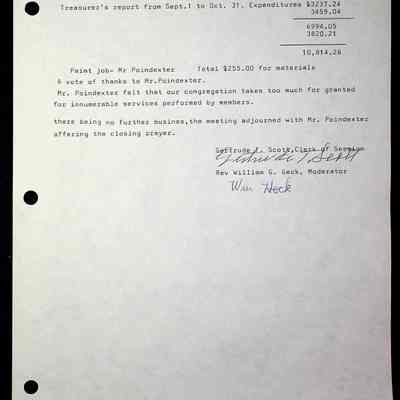 Treasurer's report from Sept.1 to Oct. 31. Expenditures $3237.24
3459.04
6994.05
3820.21
10,814.26
Paint job- Mr Poindexter Total $255.00 for materials
A vote of thanks to Mr.Poindexter.
Mr. Poindexter felt that our congregation takes too much for granted
for innumerable services performed by members.
there being no further busines,the meeting adjourned with Mr. Poindexter
offering the closing prayer.
Gertrude L. Scott,Clerk of Session
Gertrude L Scott
Rev William G. Geck, Moderator
Wm Heck